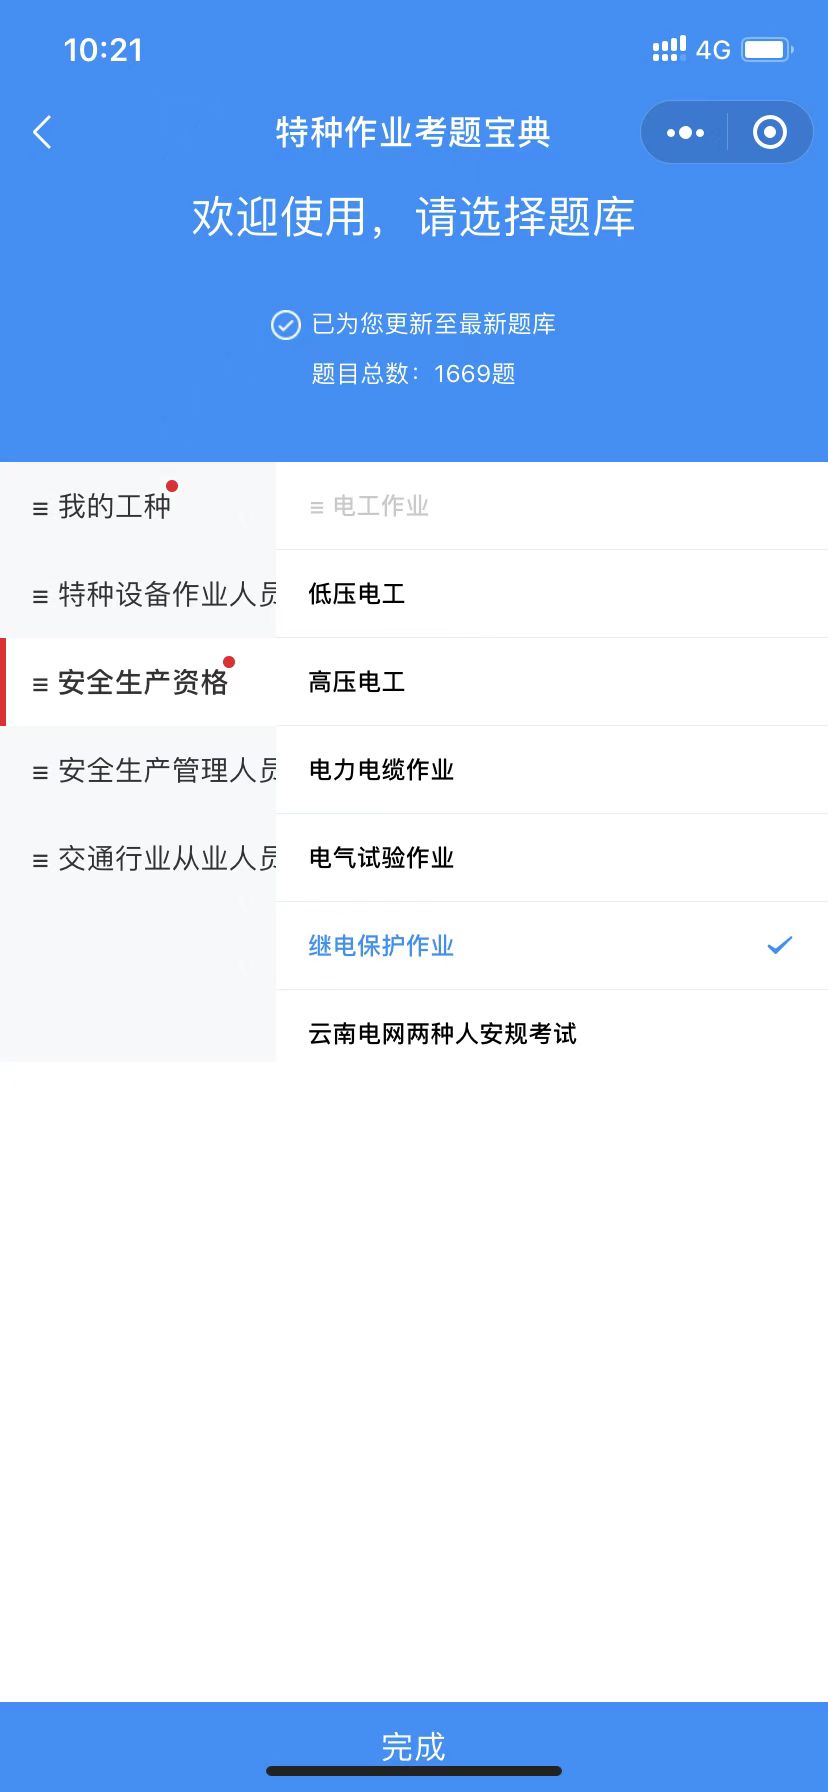 10:21
4G
特种作业考题宝典
欢迎使用，请选择题库
已为您更新至最新题库
题目总数：1669题
我的工种
特种设备作业人员
安全生产资格
安全生产管理人员
交通行业从业人员
电工作业
低压电工
高压电工
电力电缆作业
电气试验作业
继电保护作业
云南电网两种人安规考试
完成